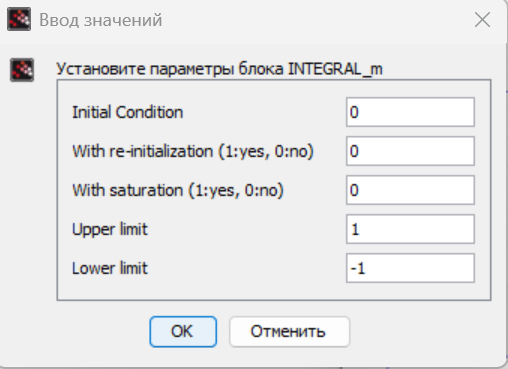 Ввод значений
Установите параметры блока INTEGRAL_m
Initial Condition 0
With re-initialization (1:yes, 0:no) 0
With saturation (1:yes, 0:no) 0
Upper limit 1
Lower limit -1
OK Отменить